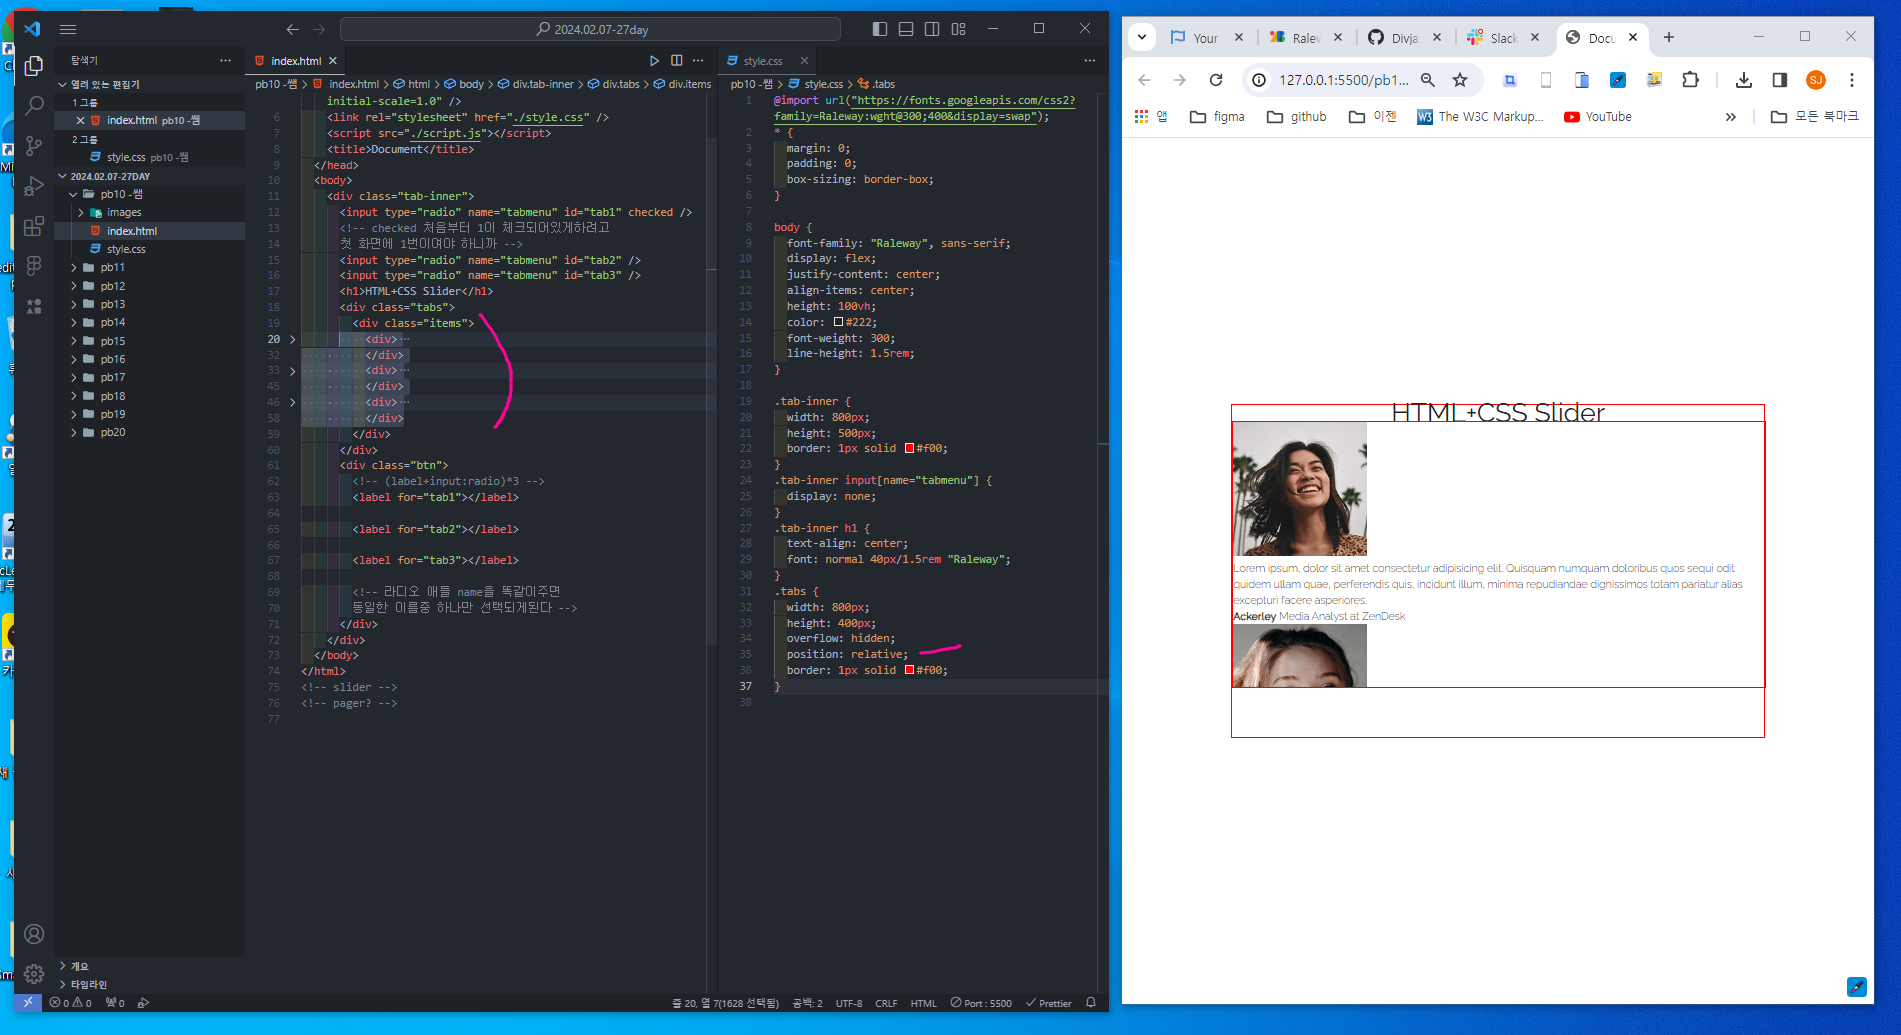 2024.02.07-27day
탐색기
열려 있는 편집기
1 그룹
index.html pb10 -쌤
2 그룹
style.css pb10 -쌤
2024.02.07-27DAY
pb10 -쌤
images
index.html
style.css
pb11
pb12
pb13
pb14
pb15
pb16
pb17
pb18
pb19
pb20
개요
타임라인
index.html
pb10 -쌤 > index.html > html > body > div.tab-inner > div.tabs > div.items
initial-scale=1.0" />
6 <link rel="stylesheet" href="./style.css" />
7 <script src="./script.js"></script>
8 <title>Document</title>
9 </head>
10 <body>
11 <div class="tab-inner">
12 <input type="radio" name="tabmenu" id="tab1" checked />
13 <!-- checked 처음부터 1이 체크되어있게하려고
14 첫 화면에 1번이여야 하니까 -->
15 <input type="radio" name="tabmenu" id="tab2" />
16 <input type="radio" name="tabmenu" id="tab3" />
17 <h1>HTML+CSS Slider</h1>
18 <div class="tabs">
19 <div class="items">
20 <div>…
32 </div>
33 <div>…
45 </div>
46 <div>…
58 </div>
59 </div>
60 </div>
61 <div class="btn">
62 <!-- (label+input:radio)*3 -->
63 <label for="tab1"></label>
64
65 <label for="tab2"></label>
66
67 <label for="tab3"></label>
68
69 <!-- 라디오 애들 name을 똑같이주면
70 동일한 이름중 하나만 선택되게된다 -->
71 </div>
72 </div>
73 </body>
74 </html>
75 <!-- slider -->
76 <!-- pager? -->
77
style.css
pb10 -쌤 > style.css > .tabs
1 @import url("https://fonts.googleapis.com/css2?
family=Raleway:wght@300;400&display=swap");
2 * {
3 margin: 0;
4 padding: 0;
5 box-sizing: border-box;
6 }
7
8 body {
9 font-family: "Raleway", sans-serif;
10 display: flex;
11 justify-content: center;
12 align-items: center;
13 height: 100vh;
14 color: #222;
15 font-weight: 300;
16 line-height: 1.5rem;
17 }
18
19 .tab-inner {
20 width: 800px;
21 height: 500px;
22 border: 1px solid #f00;
23 }
24 .tab-inner input[name="tabmenu"] {
25 display: none;
26 }
27 .tab-inner h1 {
28 text-align: center;
29 font: normal 40px/1.5rem "Raleway";
30 }
31 .tabs {
32 width: 800px;
33 height: 400px;
34 overflow: hidden;
35 position: relative;
36 border: 1px solid #f00;
37 }
38
0 0 0 줄 20, 열 7(1628 선택됨) 공백: 2 UTF-8 CRLF HTML Port : 5500 Prettier
Your Ralew Divja Slack Docu
127.0.0.1:5500/pb1... SJ
앱 figma github 이젠 The W3C Markup... YouTube 모든 북마크
HTML+CSS Slider
Lorem ipsum, dolor sit amet consectetur adipisicing elit. Quisquam numquam doloribus quos sequi odit
quidem ullam quae, perferendis quis, incidunt illum, minima repudiandae dignissimos totam pariatur alias
excepturi facere asperiores.
Ackerley Media Analyst at ZenDesk